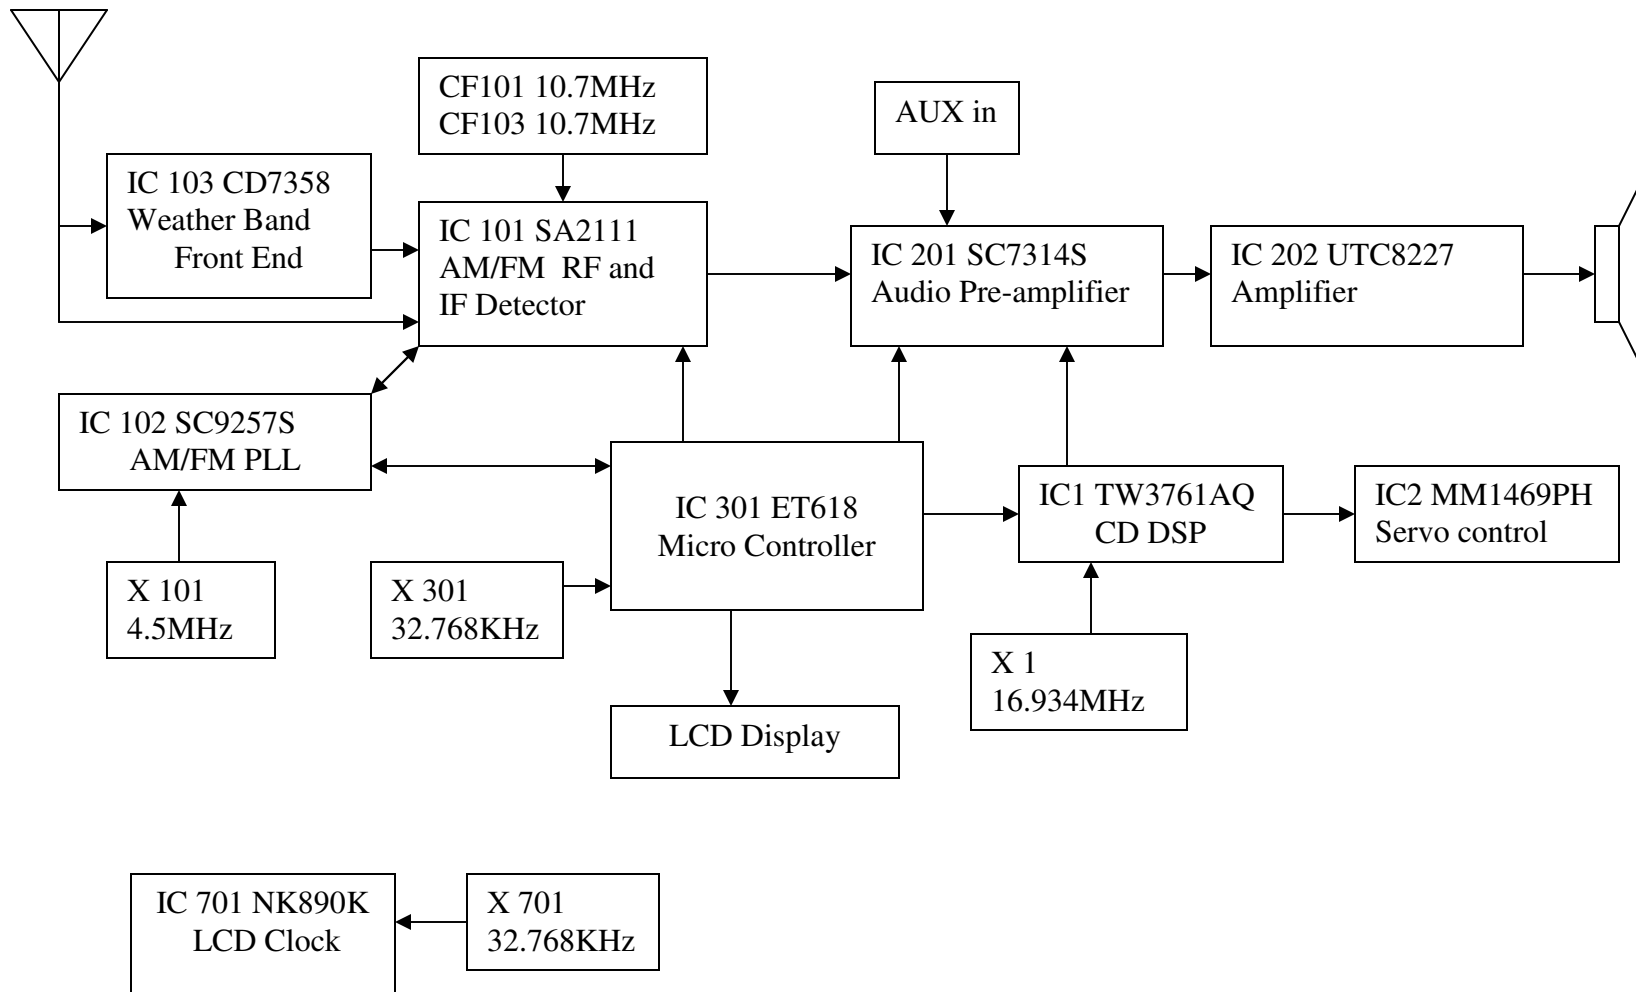 CF101 10.7MHz
CF103 10.7MHz
AUX in
IC 103 CD7358
Weather Band
Front End
IC 101 SA2111
AM/FM RF and
IF Detector
IC 201 SC7314S
Audio Pre-amplifier
IC 202 UTC8227
Amplifier
IC 102 SC9257S
AM/FM PLL
IC 301 ET618
Micro Controller
IC1 TW3761AQ
CD DSP
IC2 MM1469PH
Servo control
X 101
4.5MHz
X 301
32.768KHz
X 1
16.934MHz
LCD Display
IC 701 NK890K
LCD Clock
X 701
32.768KHz